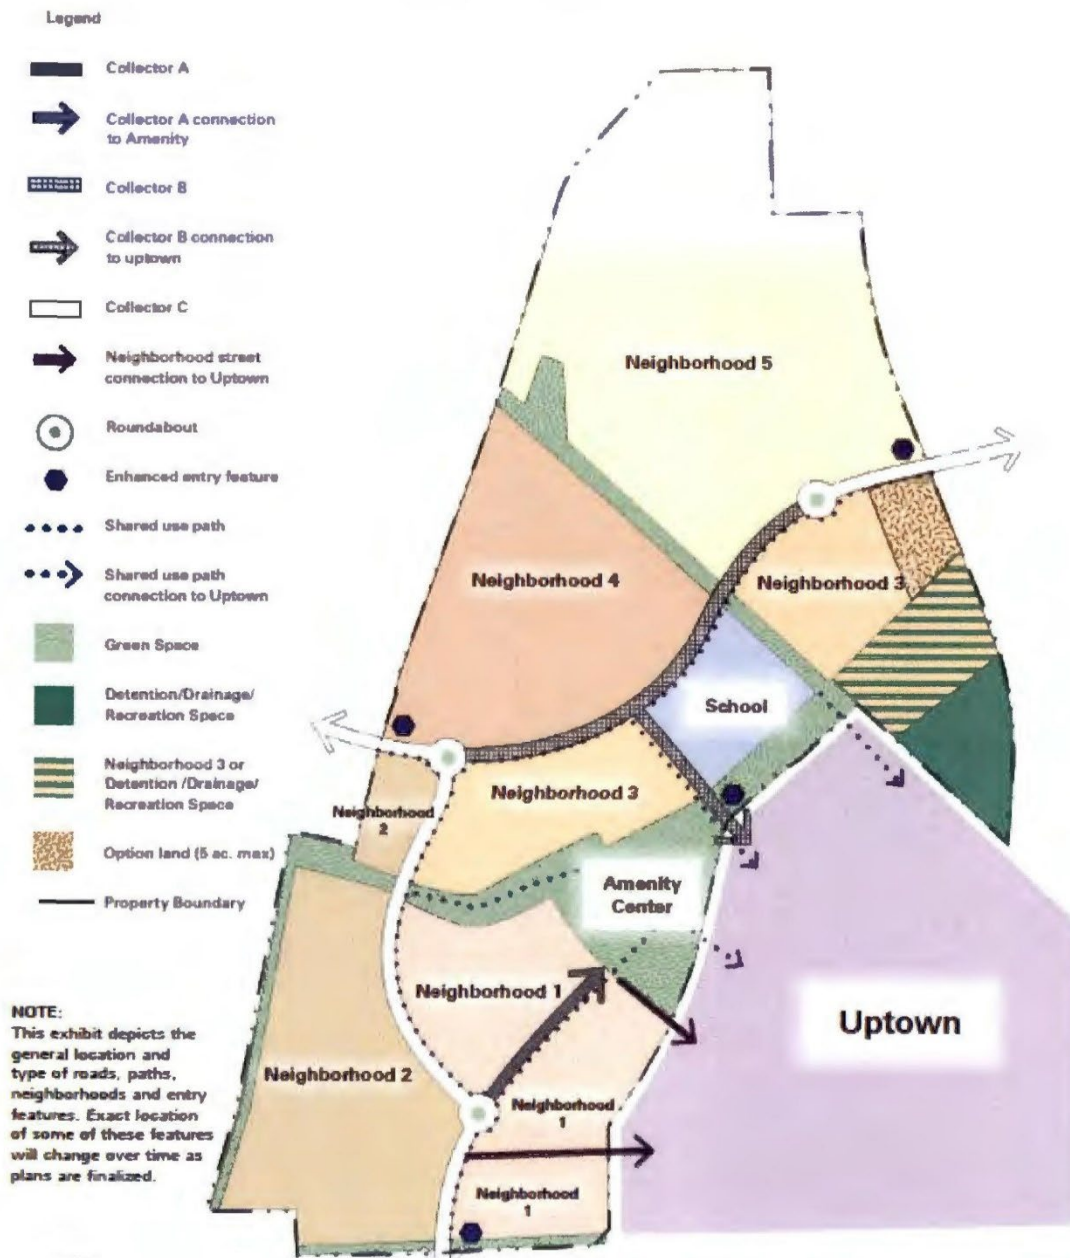 Legend
Collector A
Collector A connection
to Amenity
Collector B
Collector B connection
to uptown
Collector C
Neighborhood street
connection to Uptown
Roundabout
Enhanced entry feature
Shared use path
Shared use path
connection to Uptown
Green Space
Detention/Drainage/
Recreation Space
Neighborhood 3 or
Detention /Drainage/
Recreation Space
Option land (5 ac. max)
Property Boundary
NOTE:
This exhibit depicts the
general location and
type of roads, paths,
neighborhoods and entry
features. Exact location
of some of these features
will change over time as
plans are finalized.
Neighborhood 5
Neighborhood 4
Neighborhood 3
School
Neighborhood 3
Neighborhood
2
Amenity
Center
Neighborhood 1
Uptown
Neighborhood 2
Neighborhood
1
Neighborhood
1